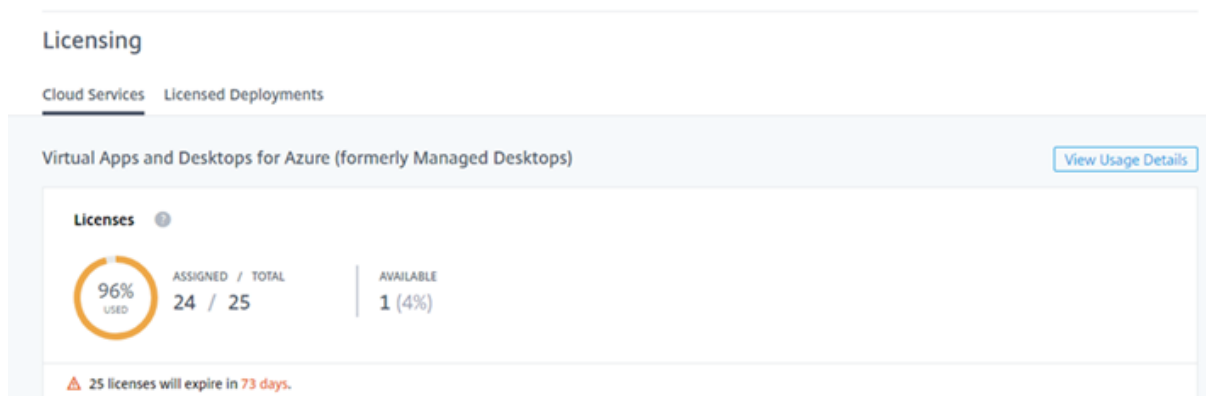 Licensing
Cloud Services Licensed Deployments
Virtual Apps and Desktops for Azure (formerly Managed Desktops)
View Usage Details
Licenses ?
96%
USED
ASSIGNED / TOTAL
24 / 25
AVAILABLE
1 (4%)
25 licenses will expire in 73 days.